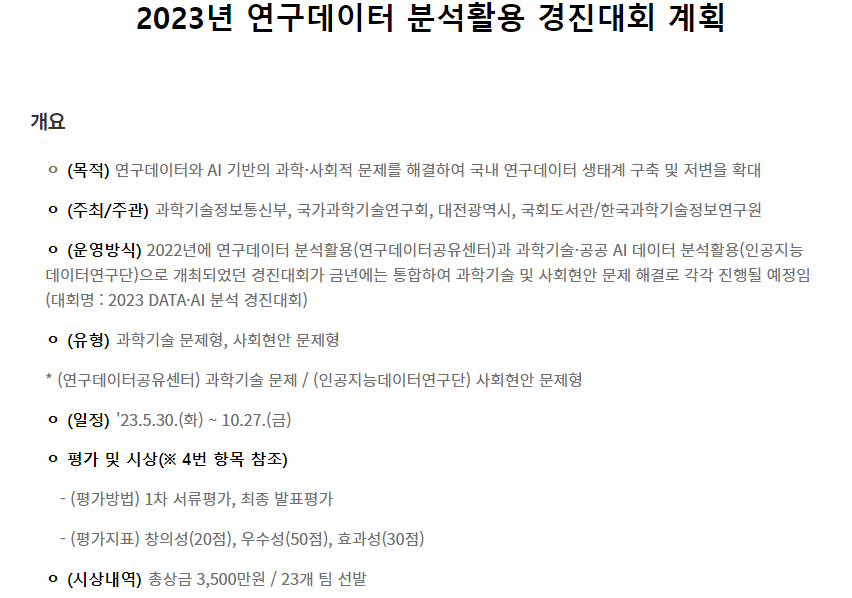 2023년 연구데이터 분석활용 경진대회 계획
개요
ㅇ (목적) 연구데이터와 AI 기반의 과학·사회적 문제를 해결하여 국내 연구데이터 생태계 구축 및 저변을 확대
ㅇ (주최/주관) 과학기술정보통신부, 국가과학기술연구회, 대전광역시, 국회도서관/한국과학기술정보연구원
ㅇ (운영방식) 2022년에 연구데이터 분석활용(연구데이터공유센터)과 과학기술·공공 AI 데이터 분석활용(인공지능
데이터연구단)으로 개최되었던 경진대회가 금년에는 통합하여 과학기술 및 사회현안 문제 해결로 각각 진행될 예정임
(대회명 : 2023 DATA·AI 분석 경진대회)
ㅇ (유형) 과학기술 문제형, 사회현안 문제형
* (연구데이터공유센터) 과학기술 문제 / (인공지능데이터연구단) 사회현안 문제형
ㅇ (일정) '23.5.30.(화) ~ 10.27.(금)
ㅇ 평가 및 시상(※ 4번 항목 참조)
- (평가방법) 1차 서류평가, 최종 발표평가
- (평가지표) 창의성(20점), 우수성(50점), 효과성(30점)
ㅇ (시상내역) 총상금 3,500만원 / 23개 팀 선발